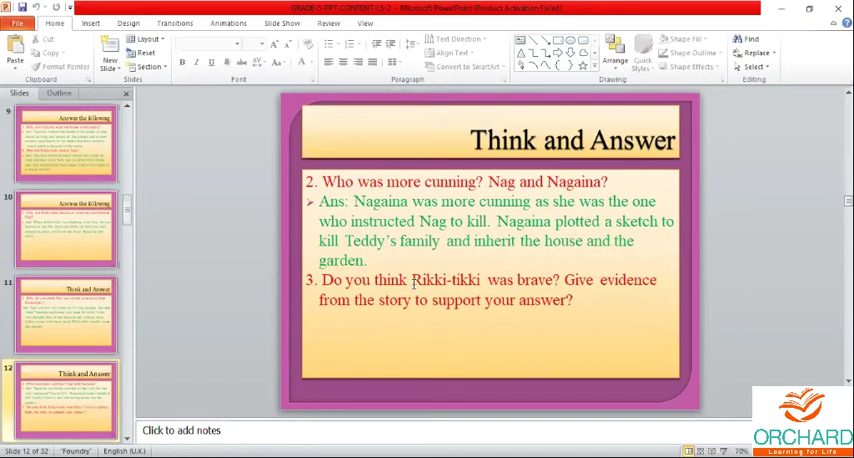 GRADE-5-PPT-CONTENT-L5-2 – Microsoft PowerPoint (Product Activation Failed)
File Home Insert Design Transitions Animations Slide Show Review View
Cut
Copy
Format Painter
Paste
Clipboard
New
Slide
Layout
Reset
Section
Slides
Font
Text Direction
Align Text
Convert to SmartArt
Paragraph
Arrange
Quick
Styles
Shape Fill
Shape Outline
Shape Effects
Drawing
Find
Replace
Select
Editing
Slides Outline
9
Answer the following
10
Answer the following
11
Think and Answer
12
Think and Answer
Think and Answer
2. Who was more cunning? Nag and Nagaina?
Ans: Nagaina was more cunning as she was the one
who instructed Nag to kill. Nagaina plotted a sketch to
kill Teddy’s family and inherit the house and the
garden.
3. Do you think Rikki-tikki was brave? Give evidence
from the story to support your answer?
Click to add notes
Slide 12 of 32 "Foundry" English (U.K.) 70%
ORCHARD
Learning for Life